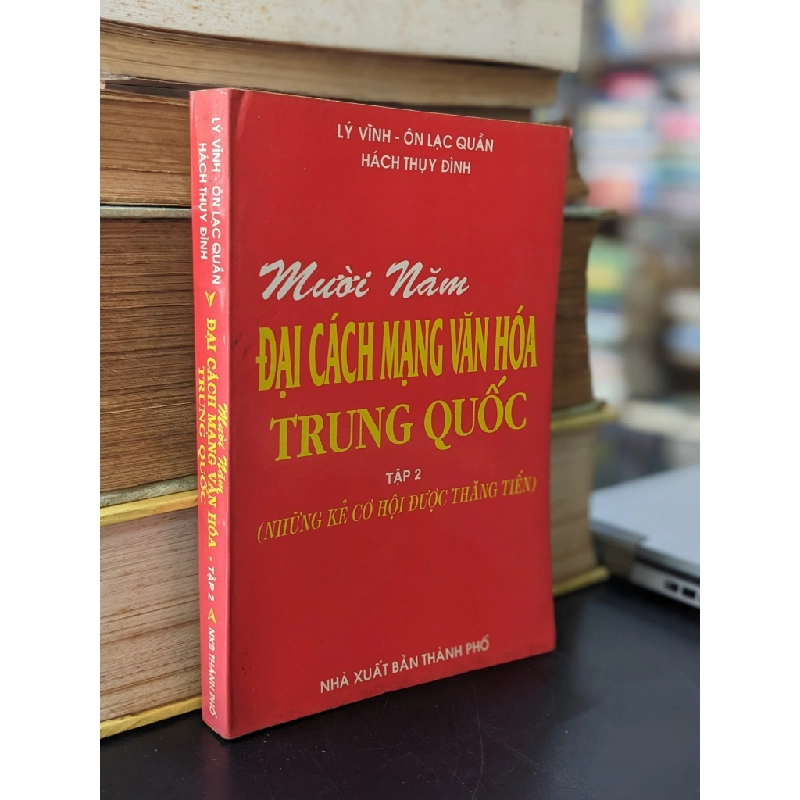 LÝ VĨNH - ÔN LẠC QUẦN
HÁCH THỤY ĐÌNH
Mười Năm
ĐẠI CÁCH MẠNG VĂN HÓA
TRUNG QUỐC
TẬP 2
(NHỮNG KẺ CƠ HỘI ĐƯỢC THĂNG TIẾN)
NHÀ XUẤT BẢN THÀNH PHỐ
LÝ VĨNH - ÔN LẠC QUẦN
HÁCH THỤY ĐÌNH
Mười Năm
ĐẠI CÁCH MẠNG VĂN HÓA - TẬP 2
TRUNG QUỐC
NXB THÀNH PHỐ